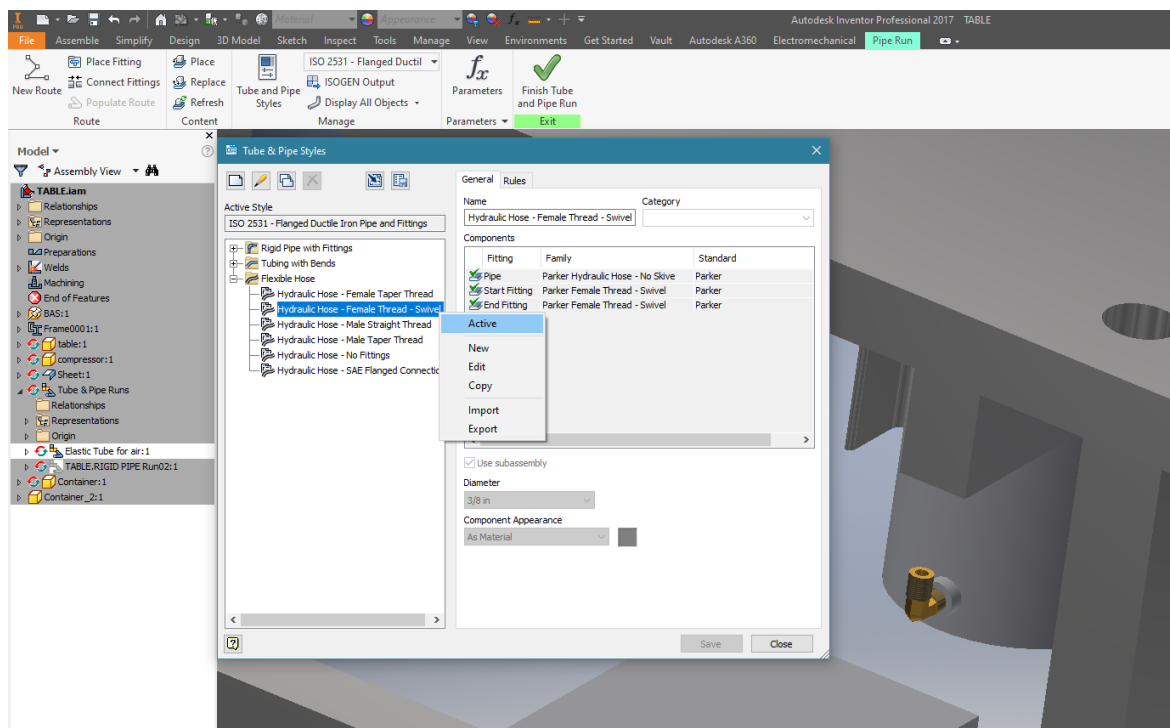 PRO Material Appearance fx Autodesk Inventor Professional 2017 TABLE
File Assemble Simplify Design 3D Model Sketch Inspect Tools Manage View Environments Get Started Vault Autodesk A360 Electromechanical Pipe Run
New Route
Place Fitting
Connect Fittings
Populate Route
Route
Place
Replace
Refresh
Content
Tube and Pipe
Styles
ISO 2531 - Flanged Ductil
ISOGEN Output
Display All Objects
Manage
fx
Parameters
Parameters
Finish Tube
and Pipe Run
Exit
Model
Assembly View
TABLE.iam
Relationships
Representations
Origin
Preparations
Welds
Machining
End of Features
BAS:1
Frame0001:1
table:1
compressor:1
Sheet:1
Tube & Pipe Runs
Relationships
Representations
Origin
Elastic Tube for air:1
TABLE.RIGID PIPE Run02:1
Container:1
Container_2:1
Tube & Pipe Styles
Active Style
ISO 2531 - Flanged Ductile Iron Pipe and Fittings
Rigid Pipe with Fittings
Tubing with Bends
Flexible Hose
Hydraulic Hose - Female Taper Thread
Hydraulic Hose - Female Thread - Swivel
Hydraulic Hose - Male Straight Thread
Hydraulic Hose - Male Taper Thread
Hydraulic Hose - No Fittings
Hydraulic Hose - SAE Flanged Connectio
Active
New
Edit
Copy
Import
Export
General Rules
Name Category
Hydraulic Hose - Female Thread - Swivel
Components
Fitting Family Standard
Pipe Parker Hydraulic Hose - No Skive Parker
Start Fitting Parker Female Thread - Swivel Parker
End Fitting Parker Female Thread - Swivel Parker
Use subassembly
Diameter
3/8 in
Component Appearance
As Material
Save Close